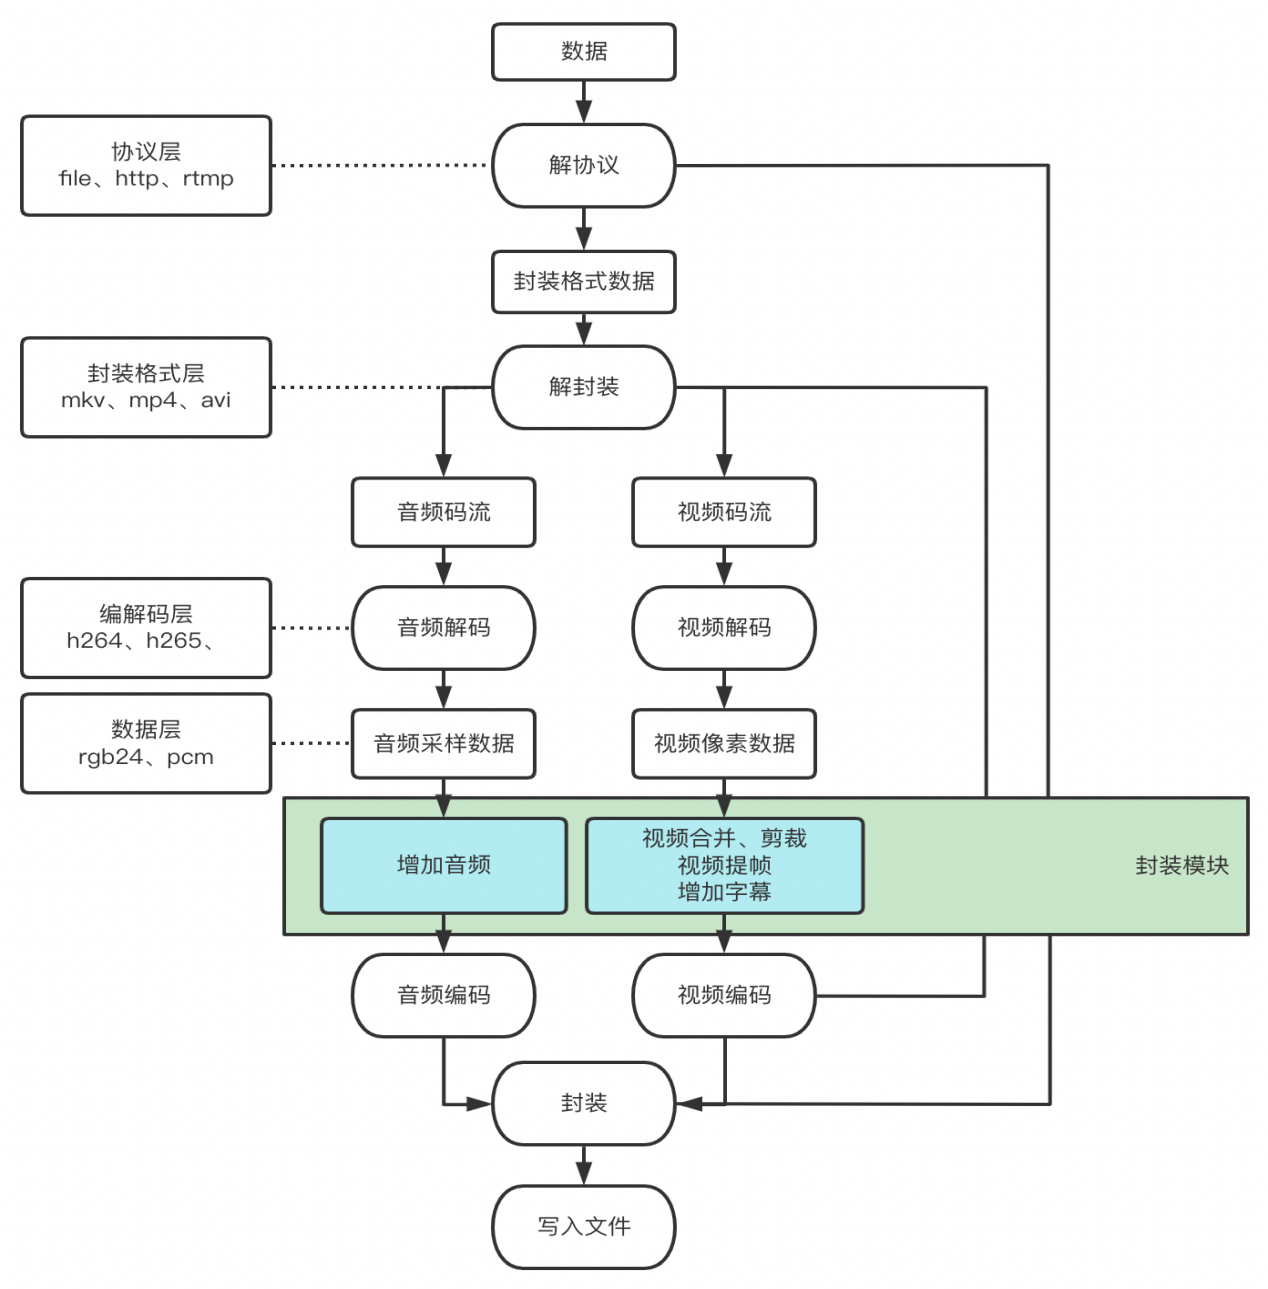 数据
协议层
file、http、rtmp
解协议
封装格式数据
封装格式层
mkv、mp4、avi
解封装
音频码流
视频码流
编解码层
h264、h265、
音频解码
视频解码
数据层
rgb24、pcm
音频采样数据
视频像素数据
增加音频
视频合并、剪裁
视频提帧
增加字幕
封装模块
音频编码
视频编码
封装
写入文件